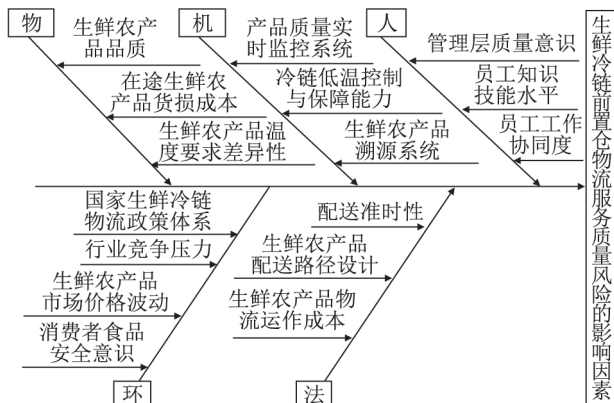 物
机
人
生鲜农产
品品质
在途生鲜农
产品货损成本
生鲜农产品温
度要求差异性
产品质量实
时监控系统
冷链低温控制
与保障能力
生鲜农产品
溯源系统
管理层质量意识
员工知识
技能水平
员工工作
协同度
国家生鲜冷链
物流政策体系
行业竞争压力
生鲜农产品
市场价格波动
消费者食品
安全意识
配送准时性
生鲜农产品
配送路径设计
生鲜农产品物
流运作成本
环
法
生鲜冷链前置仓物流服务质量风险的影响因素